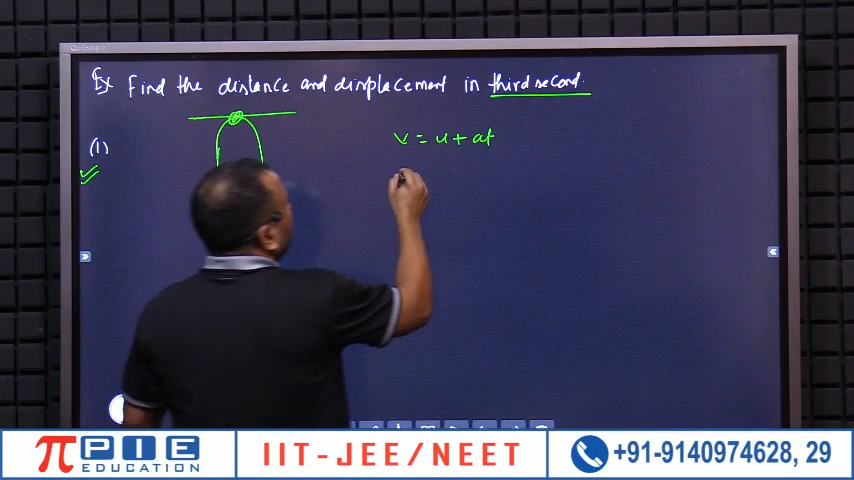 Ex Find the distance and displacement in third second.
(1)
v = u + at
π PIE EDUCATION
IIT-JEE/NEET
+91-9140974628, 29